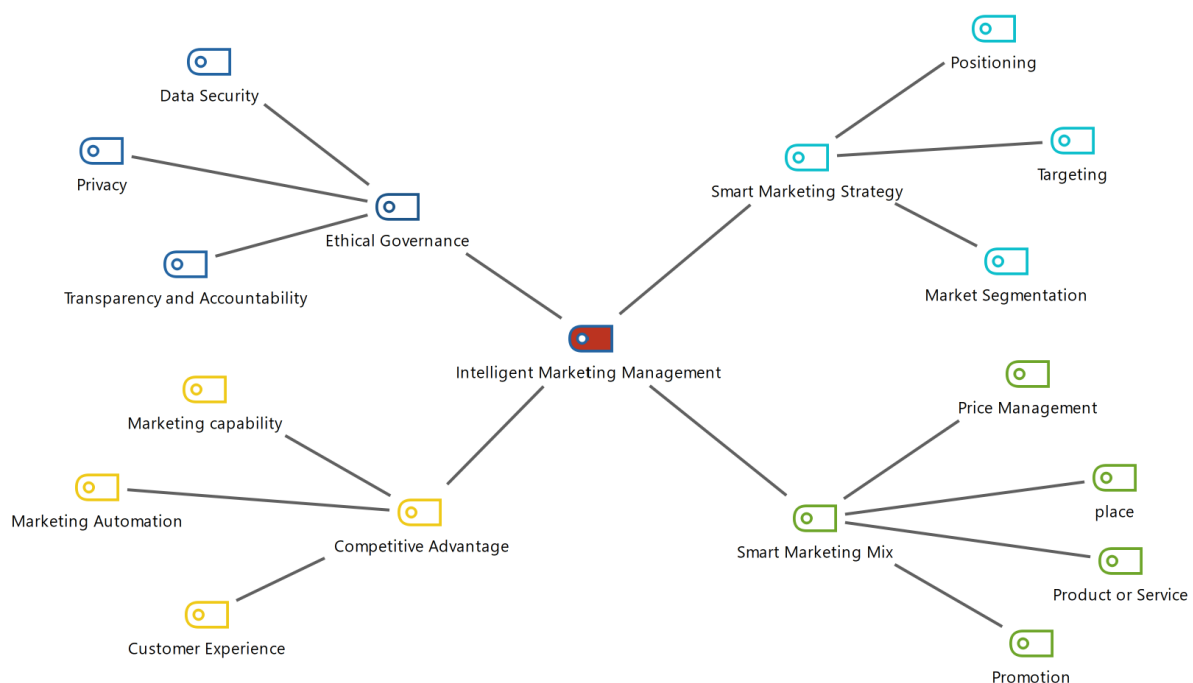 Positioning
Data Security
Targeting
Privacy
Smart Marketing Strategy
Ethical Governance
Transparency and Accountability
Market Segmentation
Intelligent Marketing Management
Price Management
Marketing capability
place
Marketing Automation
Competitive Advantage
Smart Marketing Mix
Product or Service
Customer Experience
Promotion